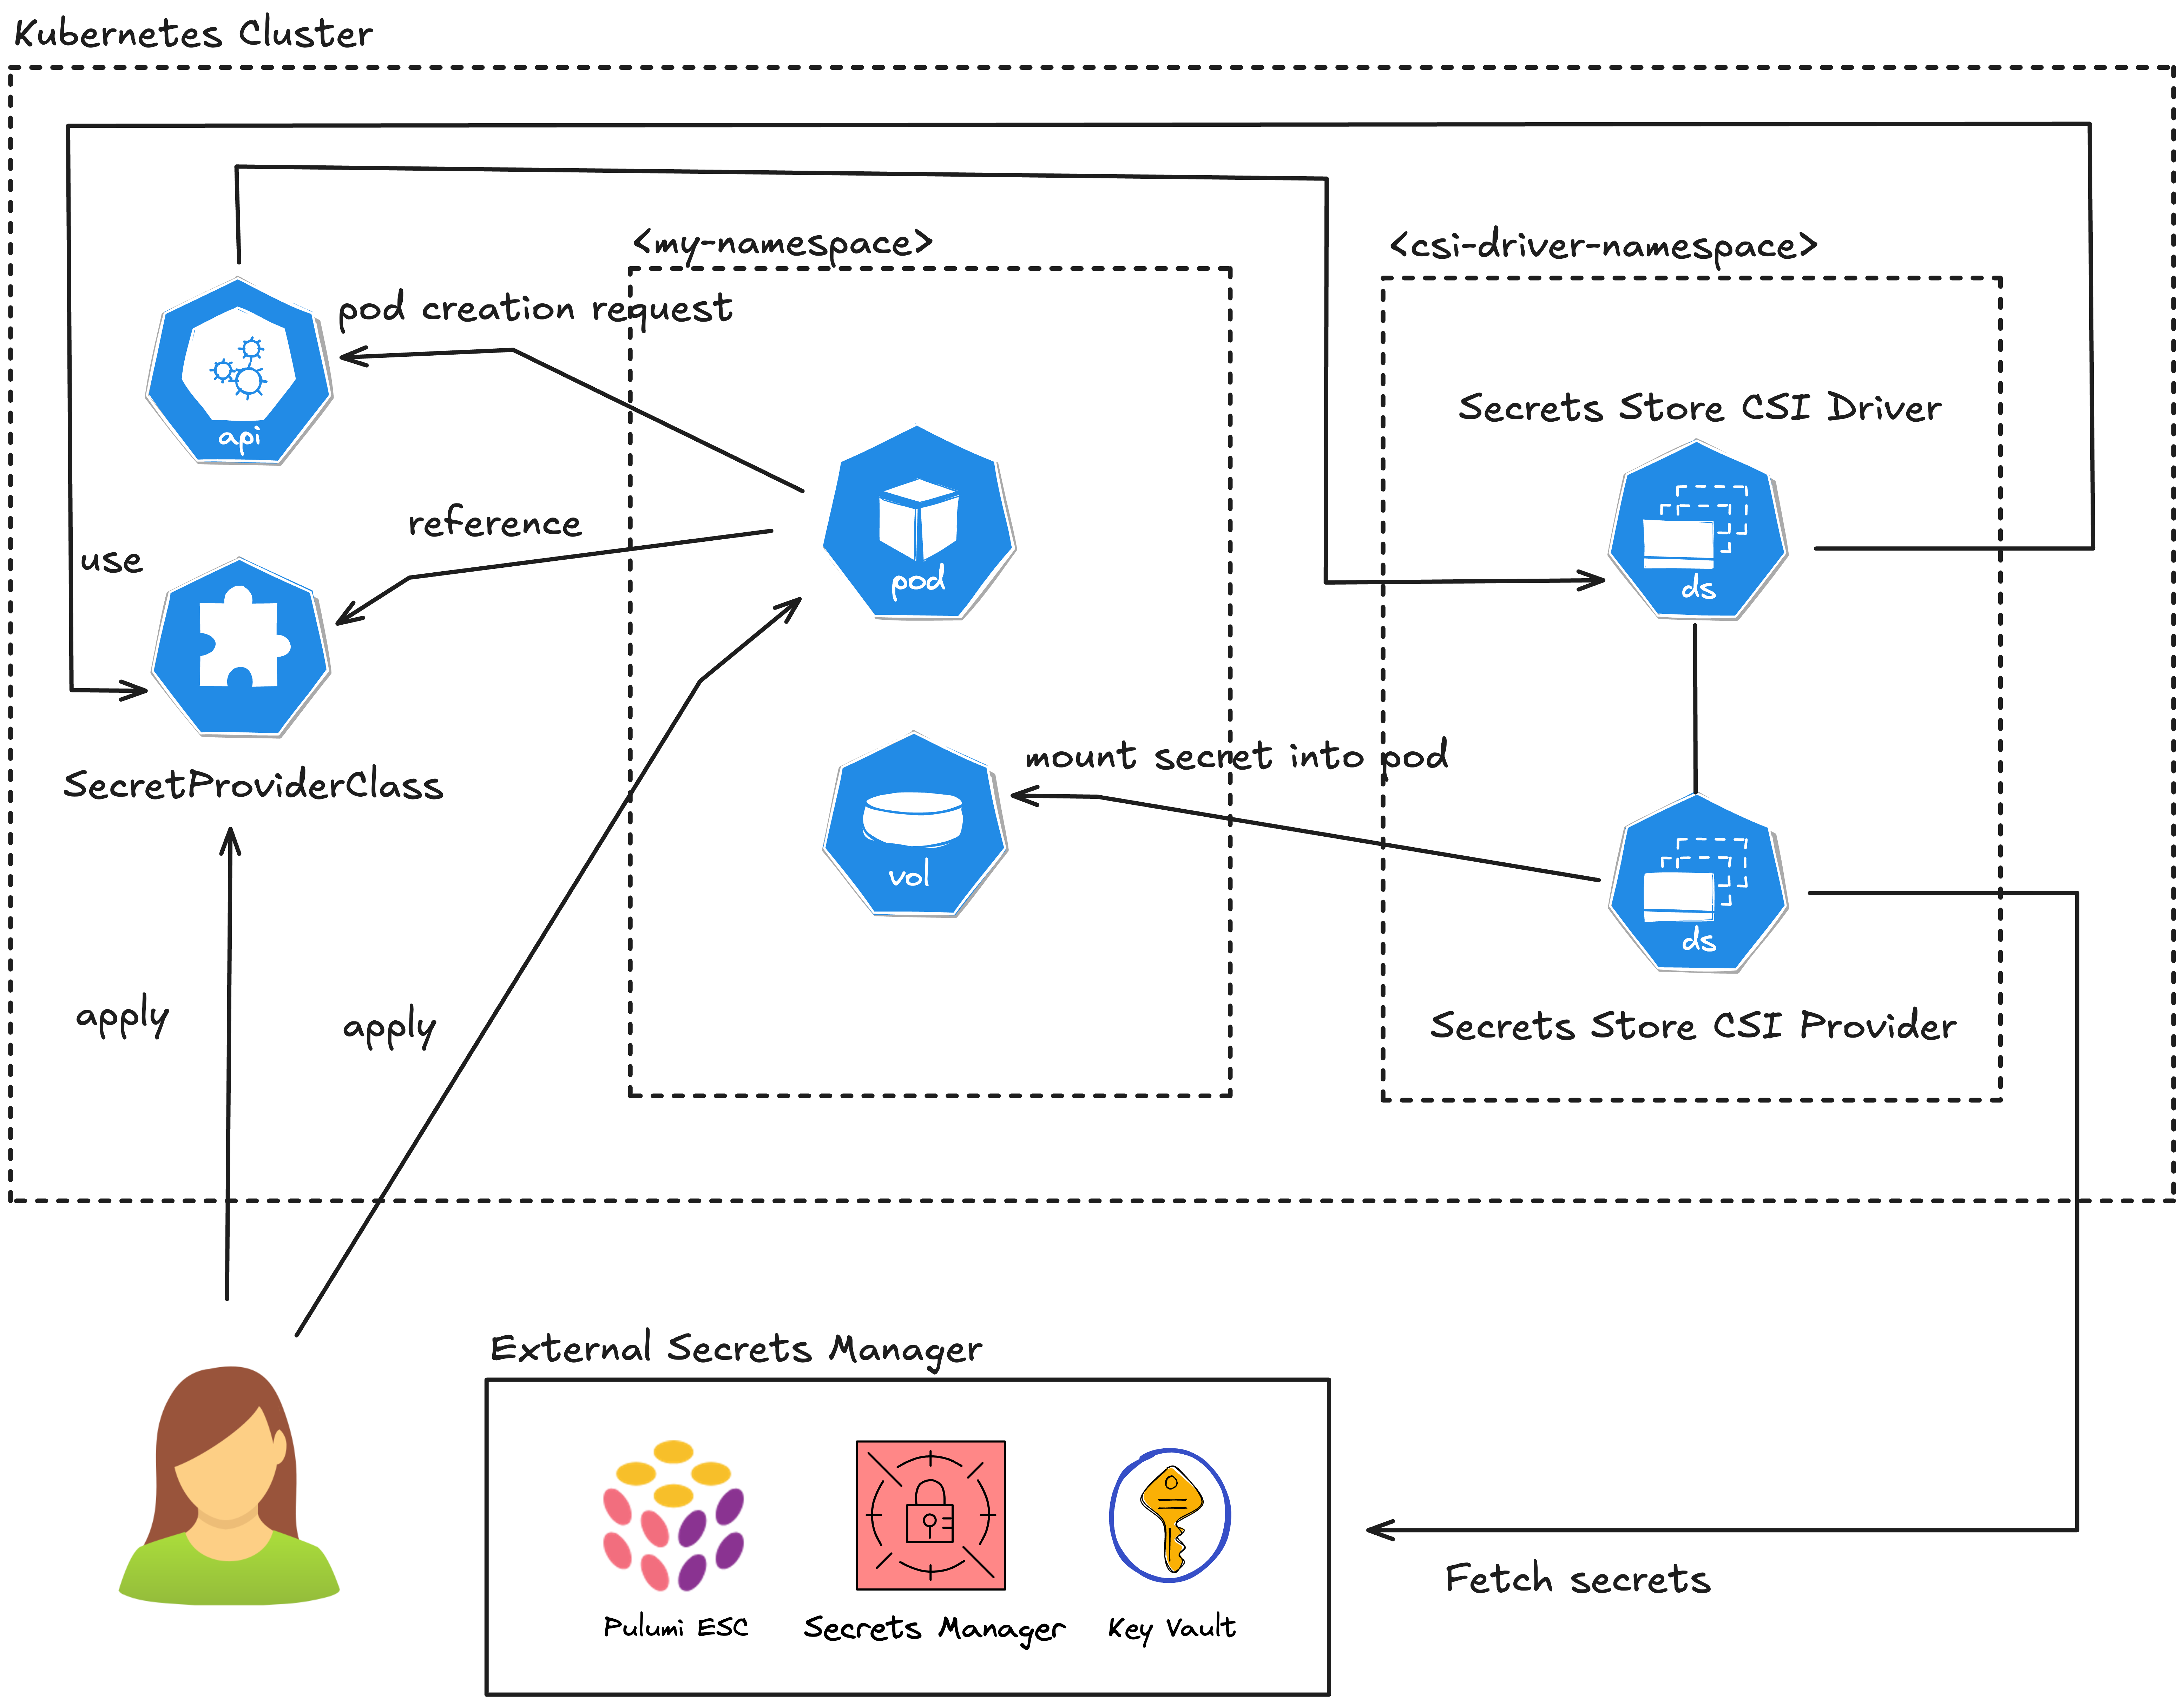 Kubernetes Cluster
<my-namespace>
<csi-driver-namespace>
pod creation request
api
Secrets Store CSI Driver
reference
use
pod
ds
SecretProviderClass
mount secret into pod
vol
ds
apply
apply
Secrets Store CSI Provider
External Secrets Manager
Fetch secrets
Pulumi ESC
Secrets Manager
Key Vault